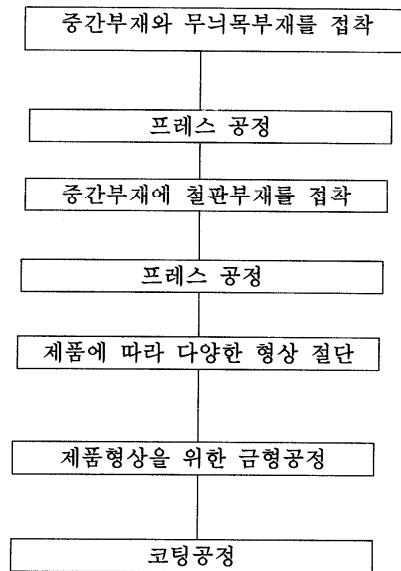 중간부재와 무늬목부재를 접착
프레스 공정
중간부재에 철판부재를 접착
프레스 공정
제품에 따라 다양한 형상 절단
제품형상을 위한 금형공정
코팅공정